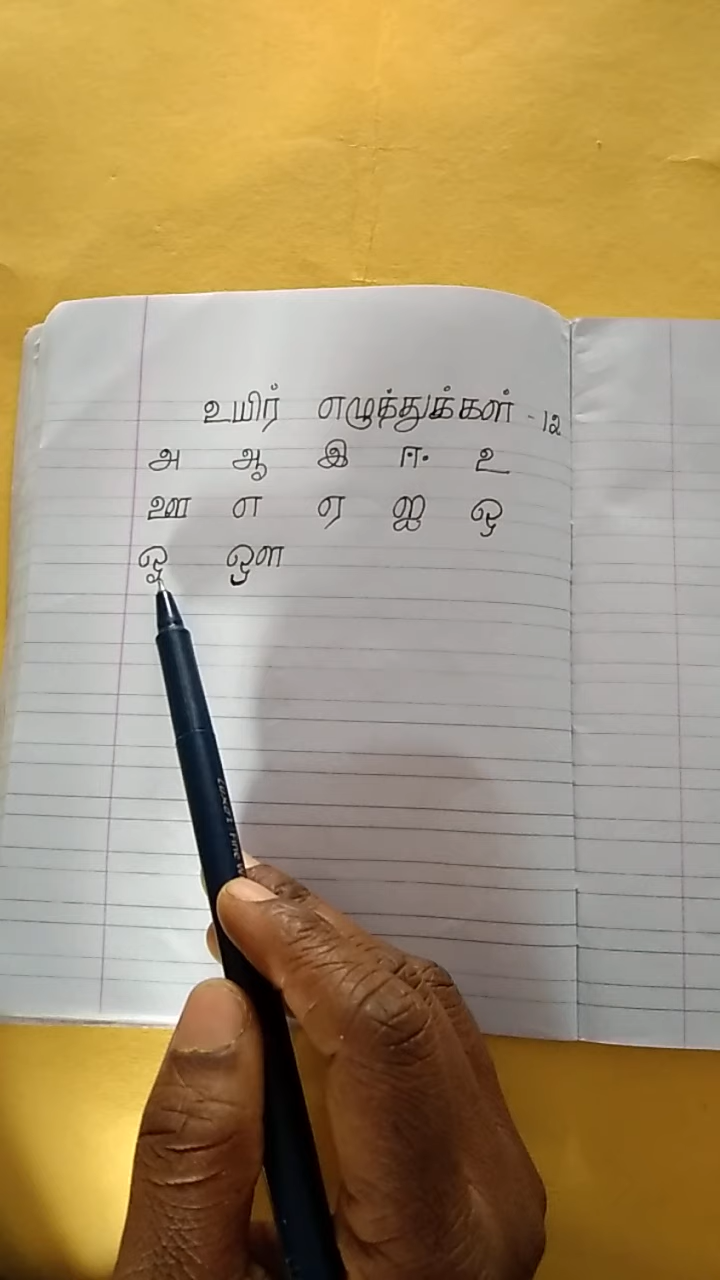 உயிர் எழுத்துக்கள் - 12
அ ஆ இ ஈ உ
ஊ எ ஏ ஐ ஒ
ஓ ஔ